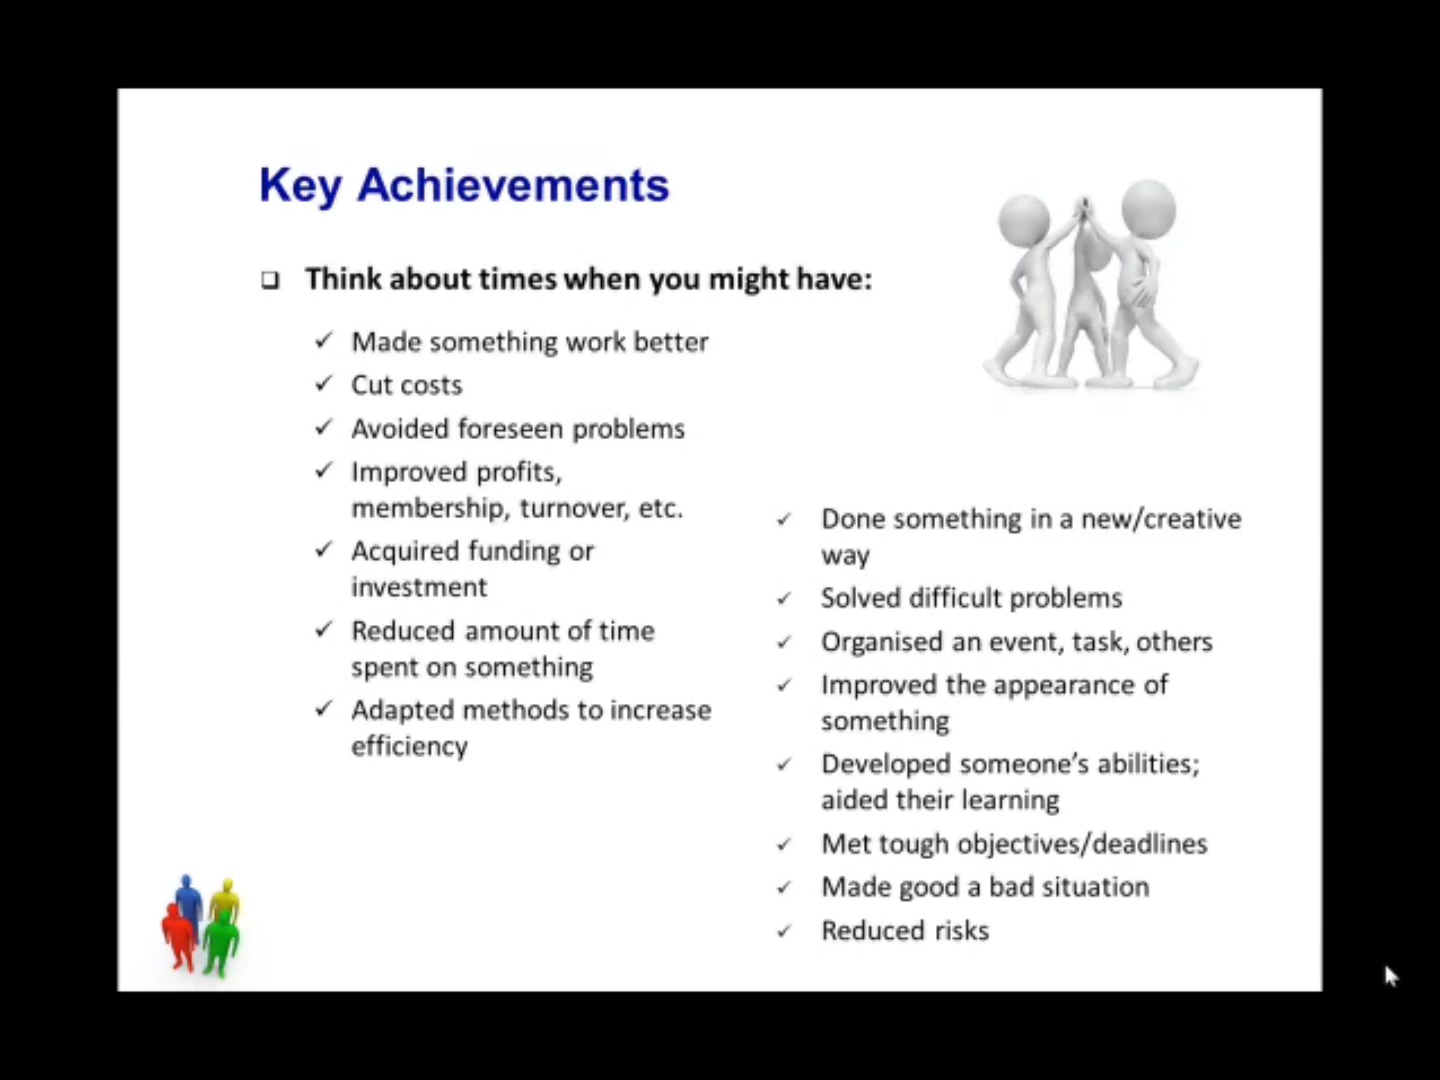 Key Achievements
Think about times when you might have:
Made something work better
Cut costs
Avoided foreseen problems
Improved profits,
membership, turnover, etc.
Acquired funding or
investment
Reduced amount of time
spent on something
Adapted methods to increase
efficiency
Done something in a new/creative
way
Solved difficult problems
Organised an event, task, others
Improved the appearance of
something
Developed someone’s abilities;
aided their learning
Met tough objectives/deadlines
Made good a bad situation
Reduced risks